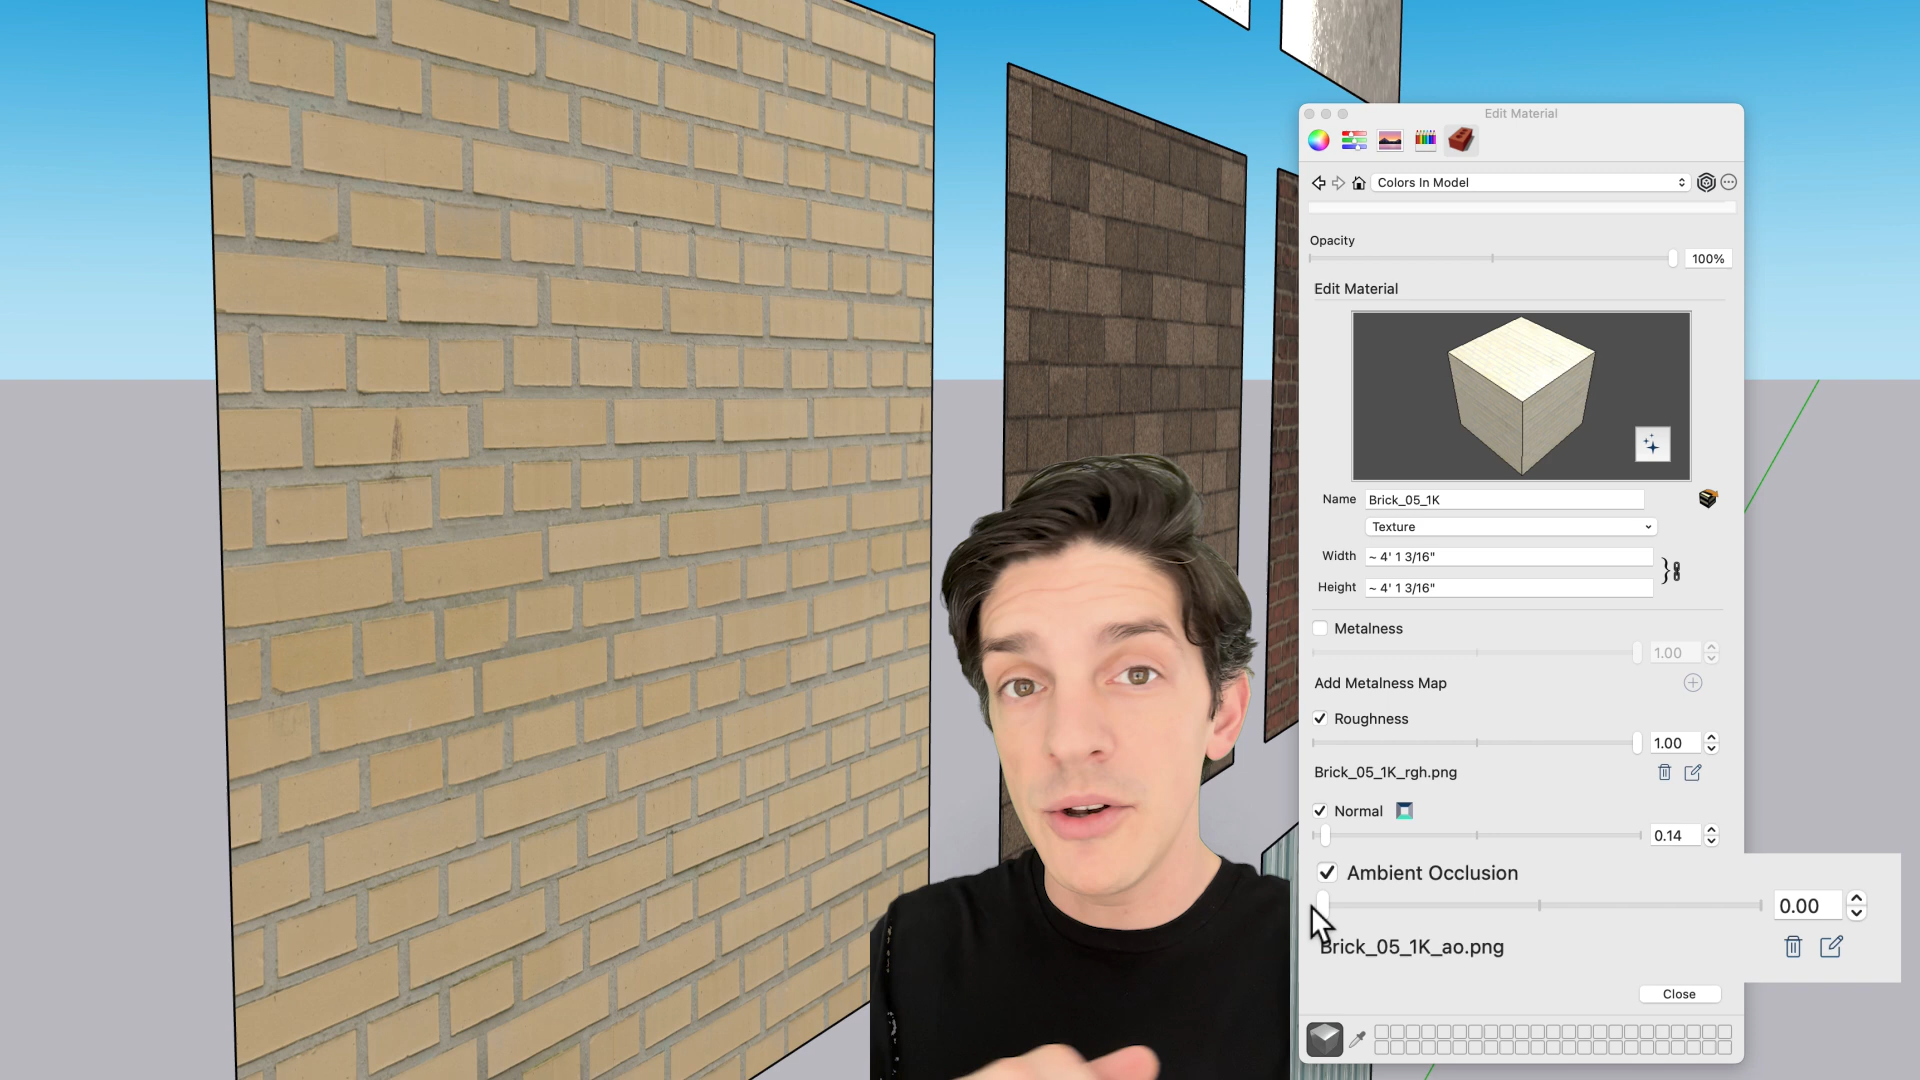 Edit Material
Colors In Model
Opacity
100%
Edit Material
Name Brick_05_1K
Texture
Width ~ 4' 1 3/16"
Height ~ 4' 1 3/16"
Metalness
1.00
Add Metalness Map
Roughness
1.00
Brick_05_1K_rgh.png
Normal
0.14
Ambient Occlusion
0.00
Brick_05_1K_ao.png
Close